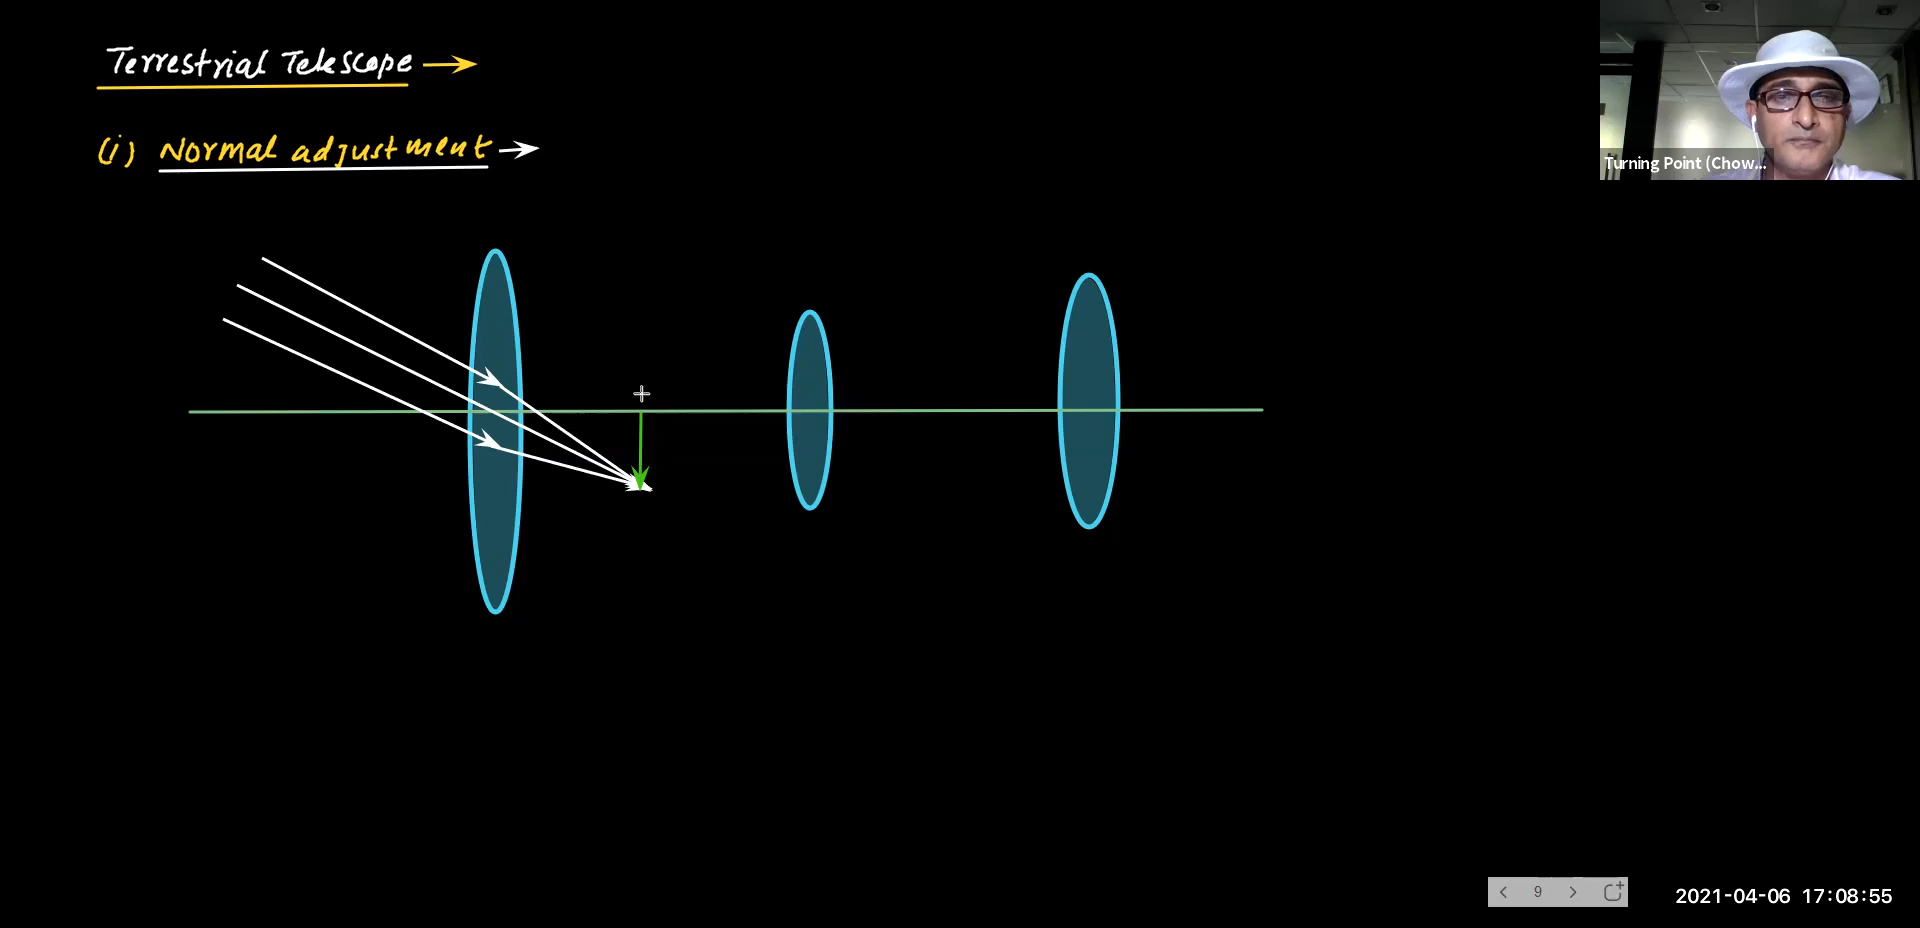 Terrestrial Telescope →
(i) Normal adjustment →
Turning Point (Chow...
9
2021-04-06 17:08:55